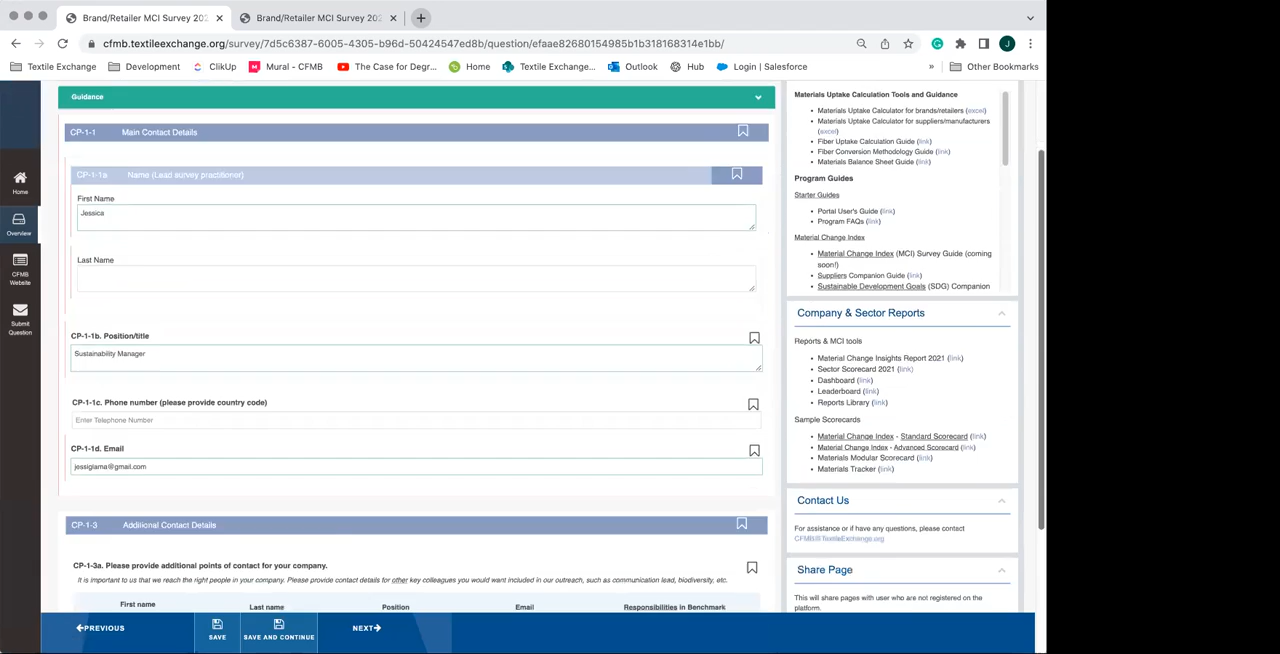 Brand/Retailer MCI Survey 202
Brand/Retailer MCI Survey 202
cfmb.textileexchange.org/survey/7d5c6387-6005-4305-b96d-50424547ed8b/question/efaae82680154985b1b318168314e1bb/
J
Textile Exchange
Development
ClikUp
Mural - CFMB
The Case for Degr...
Home
Textile Exchange...
Outlook
Hub
Login | Salesforce
»
Other Bookmarks
Home
Overview
CFMB
Website
Submit
Question
Guidance
CP-1-1 Main Contact Details
CP-1-1a Name (Lead survey practitioner)
First Name
Jessica
Last Name
CP-1-1b. Position/title
Sustainability Manager
CP-1-1c. Phone number (please provide country code)
Enter Telephone Number
CP-1-1d. Email
jessiglama@gmail.com
CP-1-3 Additional Contact Details
CP-1-3a. Please provide additional points of contact for your company.
It is important to us that we reach the right people in your company. Please provide contact details for other key colleagues you would want included in our outreach, such as communication lead, biodiversity, etc.
First name Last name Position Email Responsibilities in Benchmark
PREVIOUS
SAVE
SAVE AND CONTINUE
NEXT
Materials Uptake Calculation Tools and Guidance
Materials Uptake Calculator for brands/retailers (excel)
Materials Uptake Calculator for suppliers/manufacturers
(excel)
Fiber Uptake Calculation Guide (link)
Fiber Conversion Methodology Guide (link)
Materials Balance Sheet Guide (link)
Program Guides
Starter Guides
Portal User's Guide (link)
Program FAQs (link)
Material Change Index
Material Change Index (MCI) Survey Guide (coming
soon!)
Suppliers Companion Guide (link)
Sustainable Development Goals (SDG) Companion
Company & Sector Reports
Reports & MCI tools
Material Change Insights Report 2021 (link)
Sector Scorecard 2021 (link)
Dashboard (link)
Leaderboard (link)
Reports Library (link)
Sample Scorecards
Material Change Index - Standard Scorecard (link)
Material Change Index - Advanced Scorecard (link)
Materials Modular Scorecard (link)
Materials Tracker (link)
Contact Us
For assistance or if have any questions, please contact
CFMB@TextileExchange.org
Share Page
This will share pages with user who are not registered on the
platform.